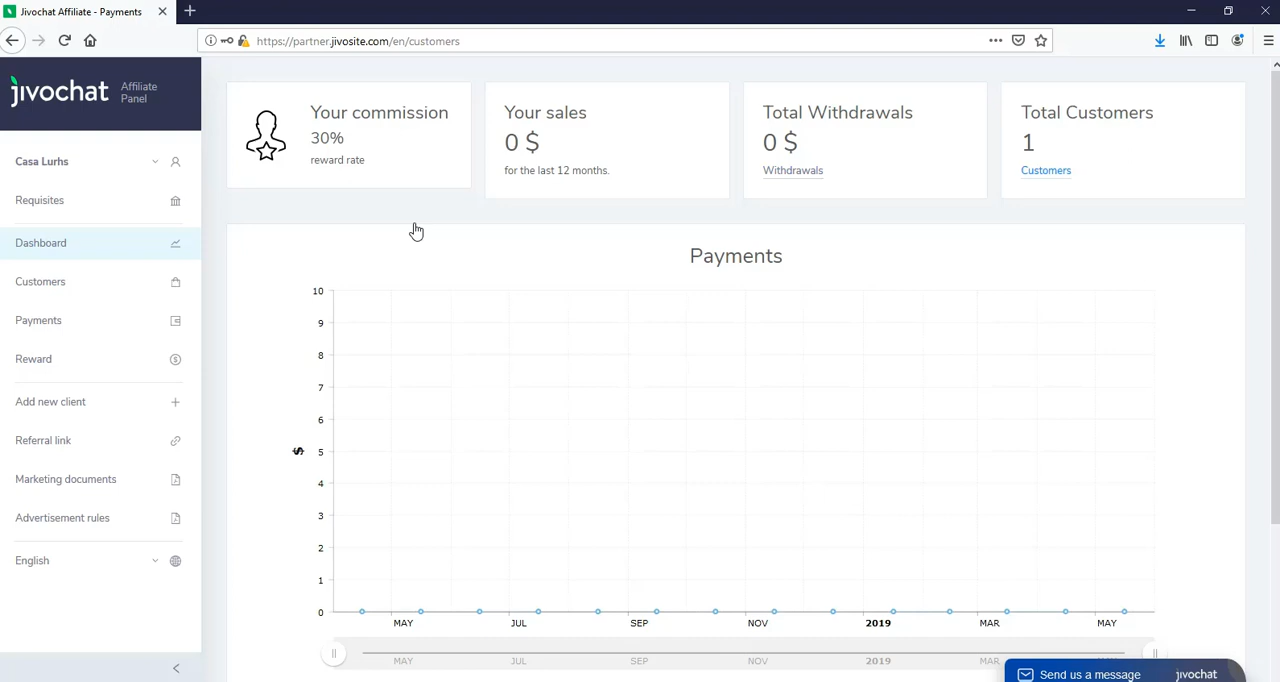 Jivochat Affiliate - Payments
https://partner.jivosite.com/en/customers
jivochat
Affiliate
Panel
Casa Lurhs
Requisites
Dashboard
Customers
Payments
Reward
Add new client
Referral link
Marketing documents
Advertisement rules
English
Your commission
30%
reward rate
Your sales
0 $
for the last 12 months.
Total Withdrawals
0 $
Withdrawals
Total Customers
1
Customers
Payments
10
9
8
7
6
$ 5
4
3
2
1
0
MAY JUL SEP NOV 2019 MAR MAY
MAY JUL SEP NOV 2019 MAR
Send us a message jivochat